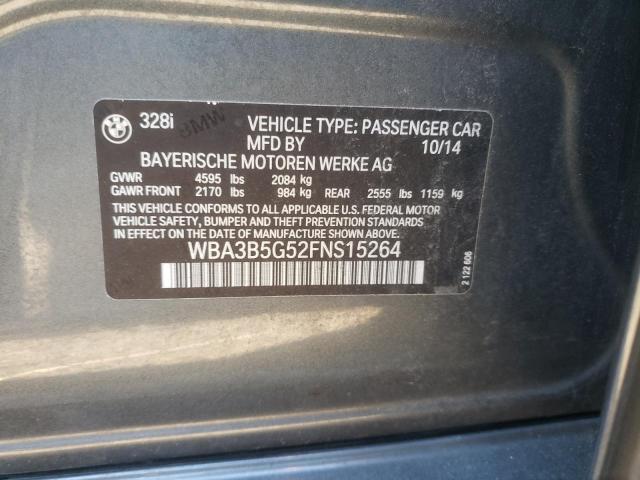 328i VEHICLE TYPE: PASSENGER CAR
MFD BY 10/14
BAYERISCHE MOTOREN WERKE AG
GVWR 4595 lbs 2084 kg
GAWR FRONT 2170 lbs 984 kg REAR 2555 lbs 1159 kg
THIS VEHICLE CONFORMS TO ALL APPLICABLE U.S. FEDERAL MOTOR
VEHICLE SAFETY, BUMPER AND THEFT PREVENTION STANDARDS
IN EFFECT ON THE DATE OF MANUFACTURE SHOWN ABOVE.
WBA3B5G52FNS15264
2 122 606
BMW